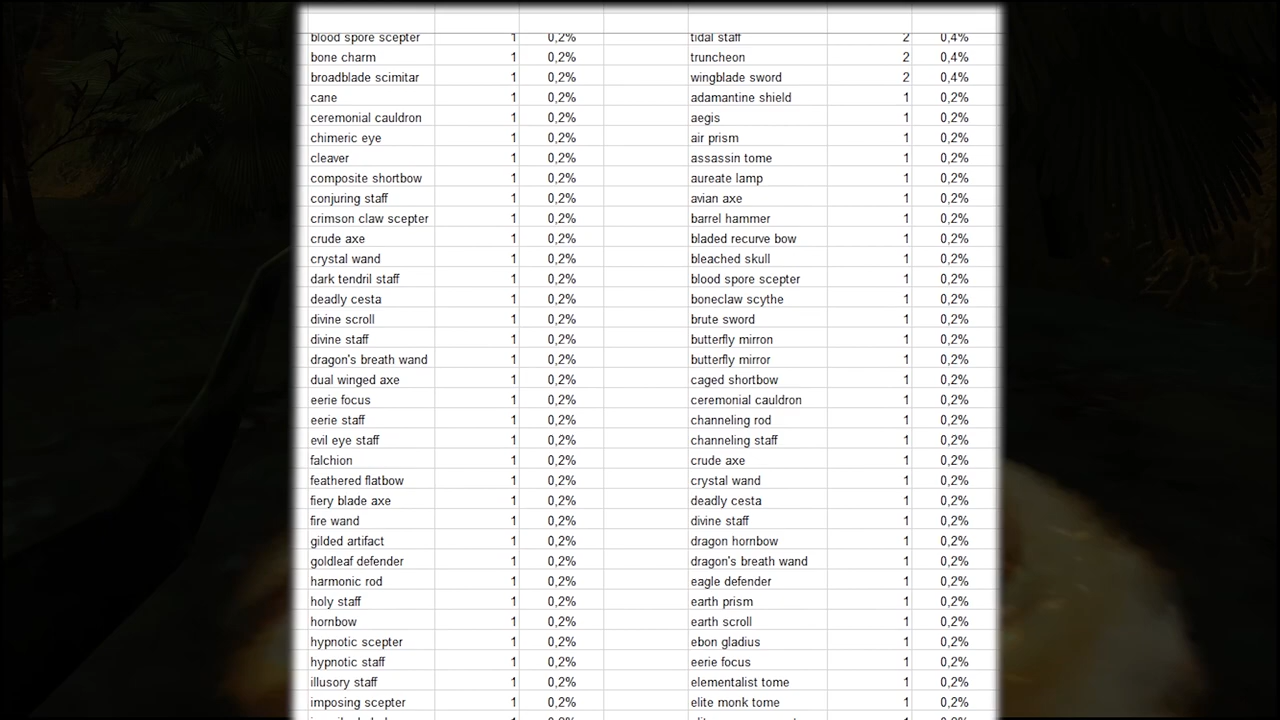 blood spore scepter 1 0,2% tidal staff 2 0,4%
bone charm 1 0,2% truncheon 2 0,4%
broadblade scimitar 1 0,2% wingblade sword 2 0,4%
cane 1 0,2% adamantine shield 1 0,2%
ceremonial cauldron 1 0,2% aegis 1 0,2%
chimeric eye 1 0,2% air prism 1 0,2%
cleaver 1 0,2% assassin tome 1 0,2%
composite shortbow 1 0,2% aureate lamp 1 0,2%
conjuring staff 1 0,2% avian axe 1 0,2%
crimson claw scepter 1 0,2% barrel hammer 1 0,2%
crude axe 1 0,2% bladed recurve bow 1 0,2%
crystal wand 1 0,2% bleached skull 1 0,2%
dark tendril staff 1 0,2% blood spore scepter 1 0,2%
deadly cesta 1 0,2% boneclaw scythe 1 0,2%
divine scroll 1 0,2% brute sword 1 0,2%
divine staff 1 0,2% butterfly mirron 1 0,2%
dragon's breath wand 1 0,2% butterfly mirror 1 0,2%
dual winged axe 1 0,2% caged shortbow 1 0,2%
eerie focus 1 0,2% ceremonial cauldron 1 0,2%
eerie staff 1 0,2% channeling rod 1 0,2%
evil eye staff 1 0,2% channeling staff 1 0,2%
falchion 1 0,2% crude axe 1 0,2%
feathered flatbow 1 0,2% crystal wand 1 0,2%
fiery blade axe 1 0,2% deadly cesta 1 0,2%
fire wand 1 0,2% divine staff 1 0,2%
gilded artifact 1 0,2% dragon hornbow 1 0,2%
goldleaf defender 1 0,2% dragon's breath wand 1 0,2%
harmonic rod 1 0,2% eagle defender 1 0,2%
holy staff 1 0,2% earth prism 1 0,2%
hornbow 1 0,2% earth scroll 1 0,2%
hypnotic scepter 1 0,2% ebon gladius 1 0,2%
hypnotic staff 1 0,2% eerie focus 1 0,2%
illusory staff 1 0,2% elementalist tome 1 0,2%
imposing scepter 1 0,2% elite monk tome 1 0,2%